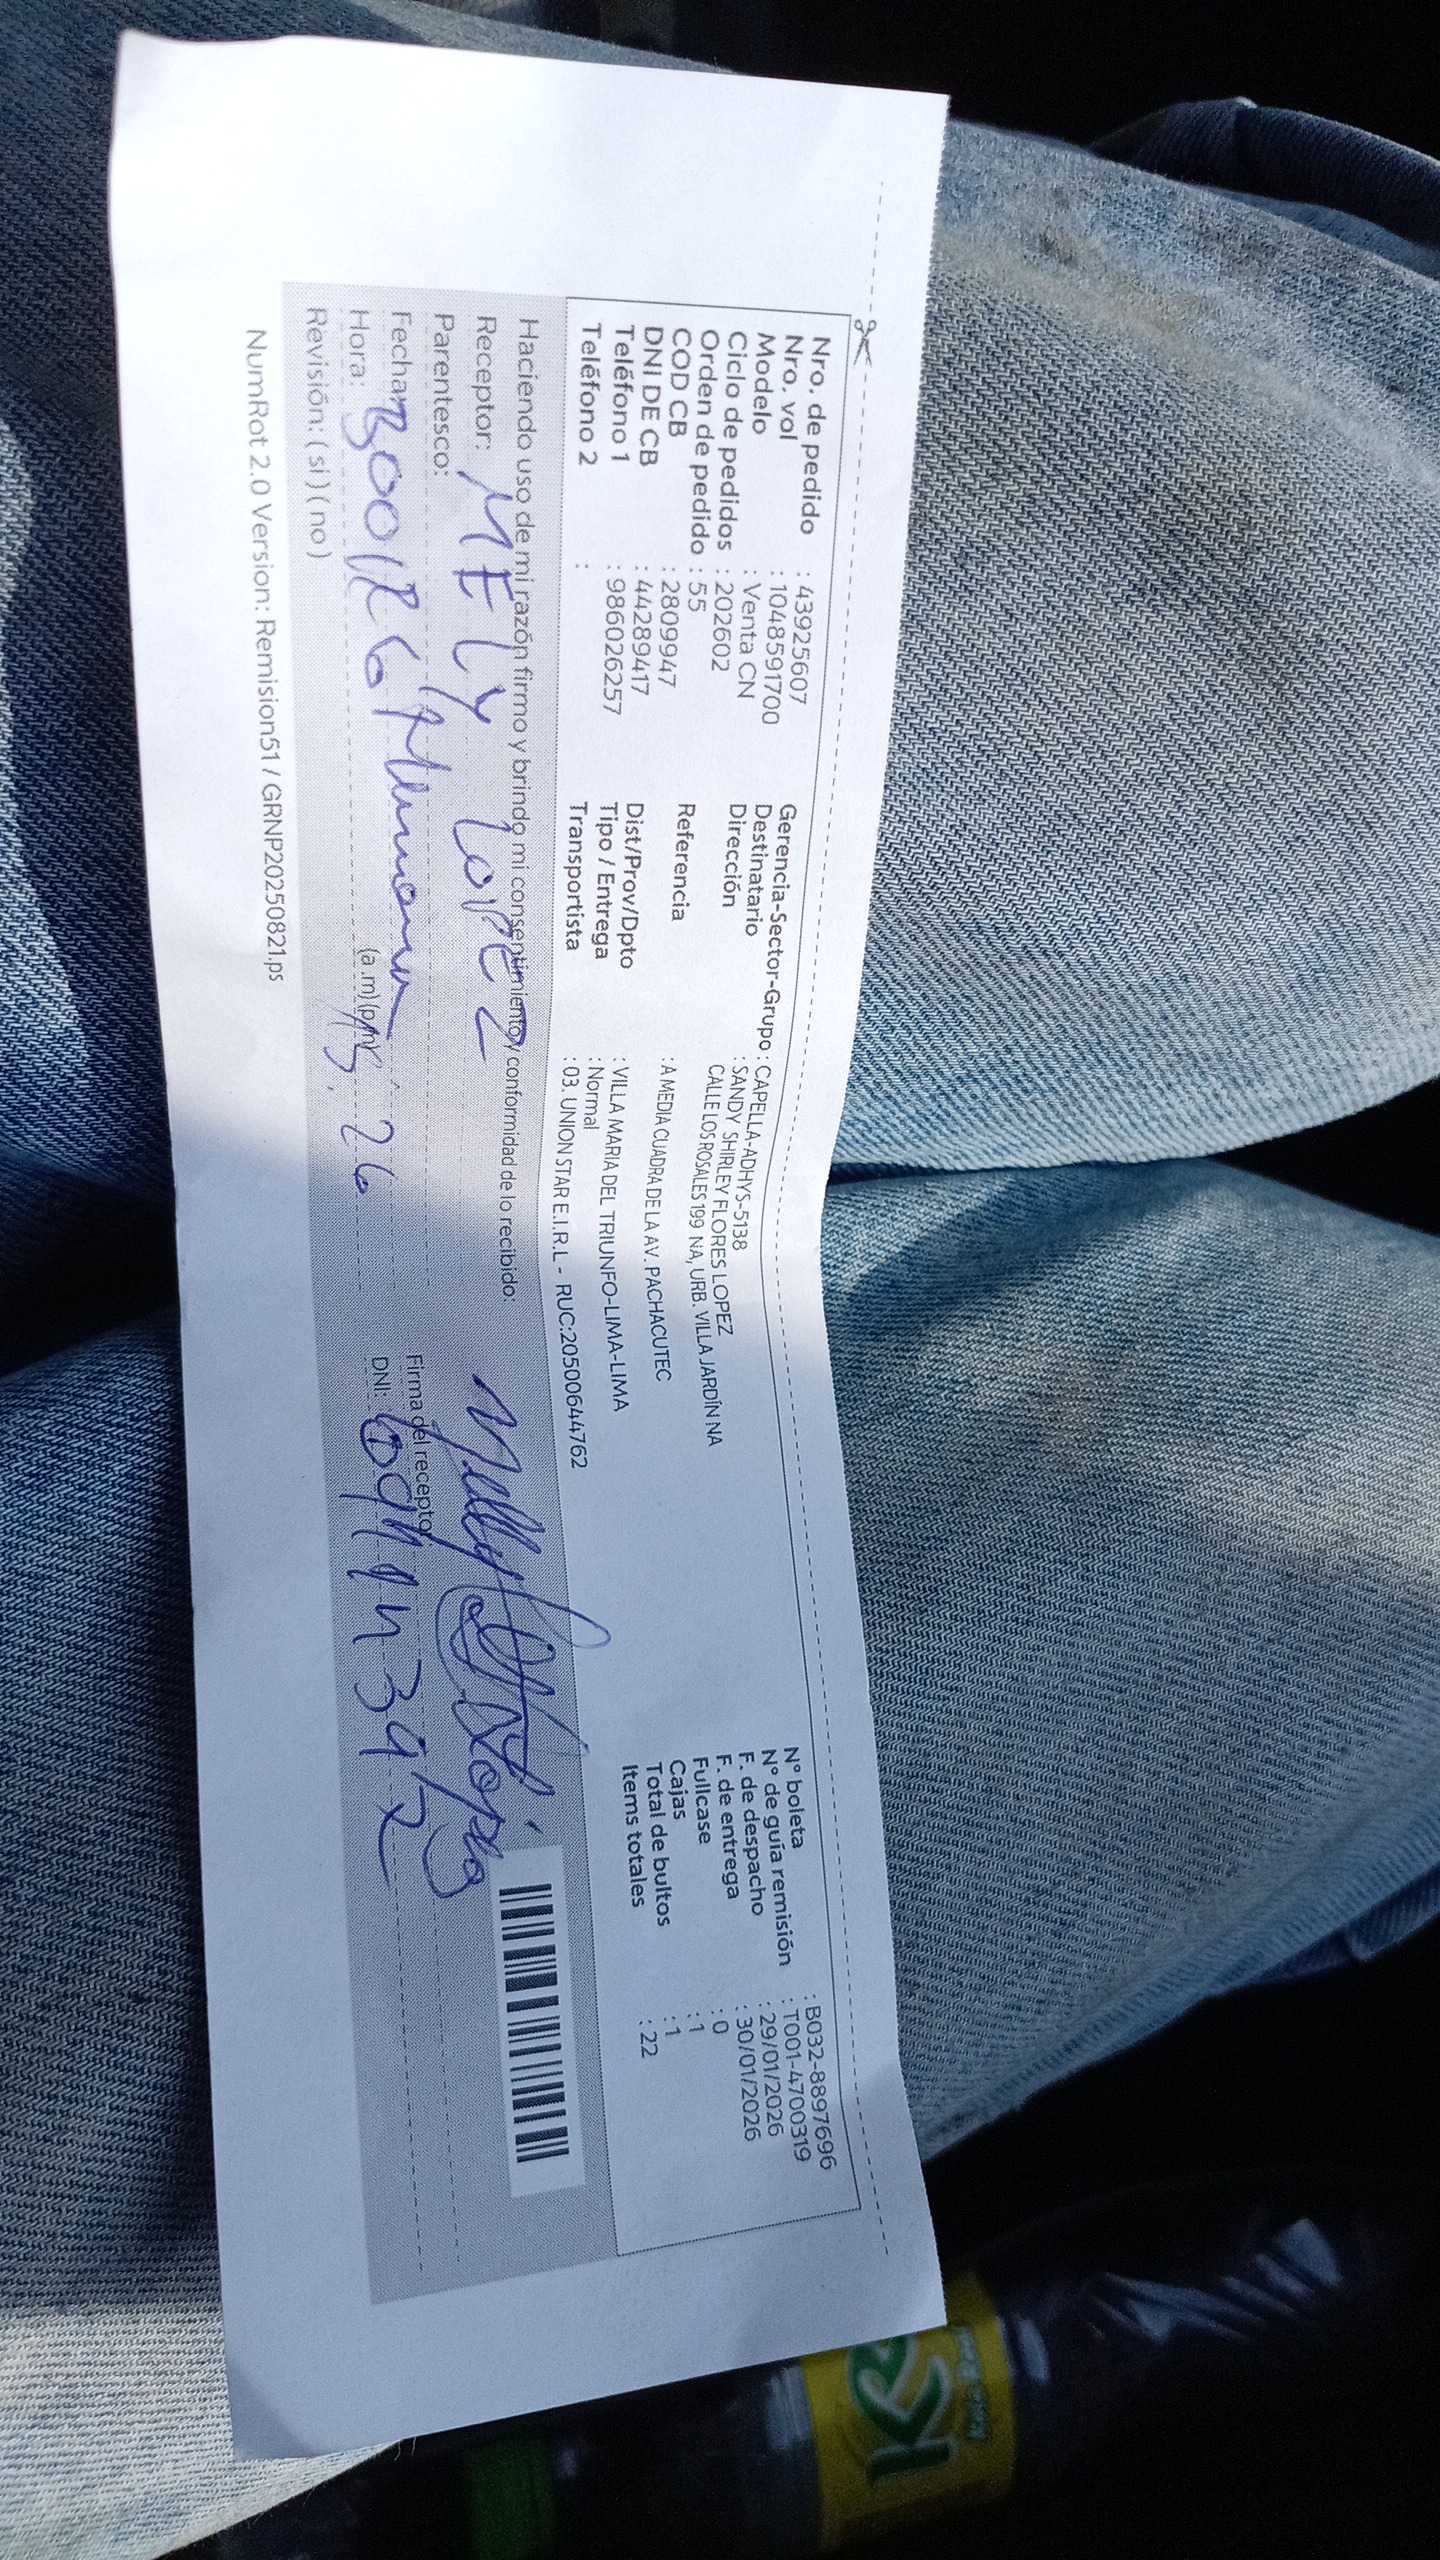 Nro. de pedido : 43925607
Nro. vol : 1048591700
Modelo : Venta CN
Ciclo de pedidos : 202602
Orden de pedido : 55
COD CB : 2809947
DNI DE CB : 44289417
Teléfono 1 : 986026257
Teléfono 2 :
Gerencia-Sector-Grupo : CAPELLA-ADHYS-5138
Destinatario : SANDY SHIRLEY FLORES LOPEZ
Dirección CALLE LOS ROSALES 199 NA, URB. VILLA JARDÍN NA
Referencia : A MEDIA CUADRA DE LA AV. PACHACUTEC
Dist/Prov/Dpto : VILLA MARIA DEL TRIUNFO-LIMA-LIMA
Tipo / Entrega : Normal
Transportista : 03. UNION STAR E.I.R.L - RUC:20500644762
N° boleta : B032-8897696
N° de guía remisión : T001-4700319
F. de despacho : 29/01/2026
F. de entrega : 30/01/2026
Fullcase : 0
Cajas : 1
Total de bultos : 1
Items totales : 22
Haciendo uso de mi razón firmo y brindo mi consentimiento y conformidad de lo recibido:
Receptor: MELY LOPEZ
Parentesco:
Fecha:
Hora: (a.m) (p.m)
Revisión: ( si ) ( no )
Firma del receptor
DNI:
NumRot 2.0 Version: Remision51 / GRNP20250821.ps